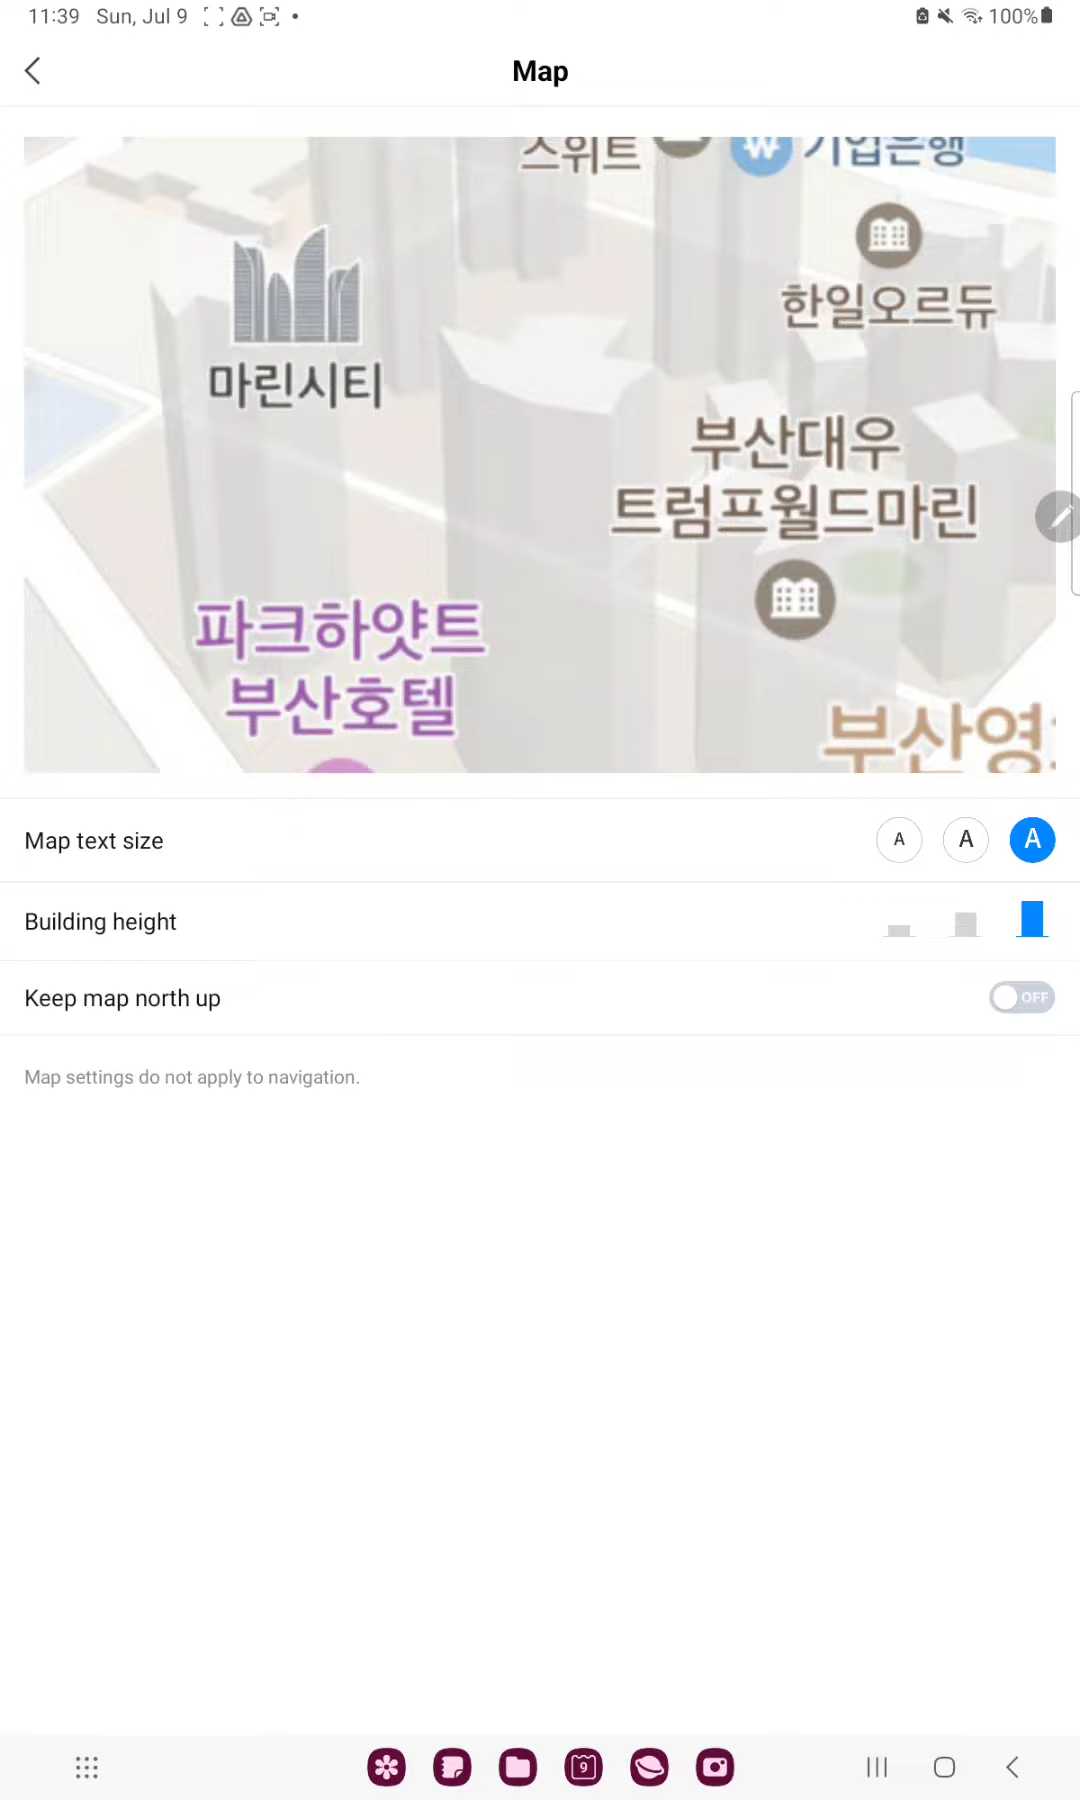 11:39 Sun, Jul 9
100%
Map
스위트
₩ 기업은행
한일오르듀
마린시티
부산대우
트럼프월드마린
파크하얏트
부산호텔
부산영
Map text size
A A A
Building height
Keep map north up
OFF
Map settings do not apply to navigation.
9